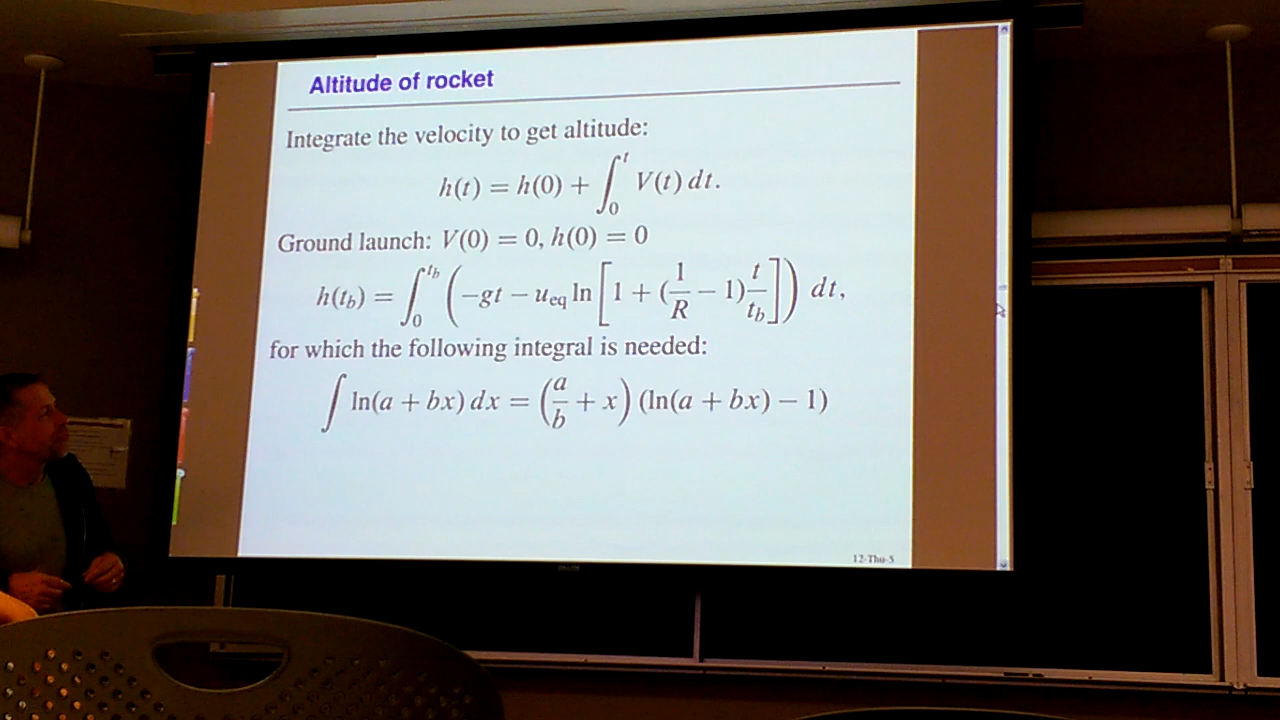 Altitude of rocket
Integrate the velocity to get altitude:
h(t) = h(0) + ∫₀ᵗ V(t) dt.
Ground launch: V(0) = 0, h(0) = 0
h(t_b) = ∫₀^{t_b} (−gt − u_eq ln[1 + (1/R − 1) t/t_b]) dt,
for which the following integral is needed:
∫ ln(a + bx) dx = (a/b + x) (ln(a + bx) − 1)
12-Thu-5